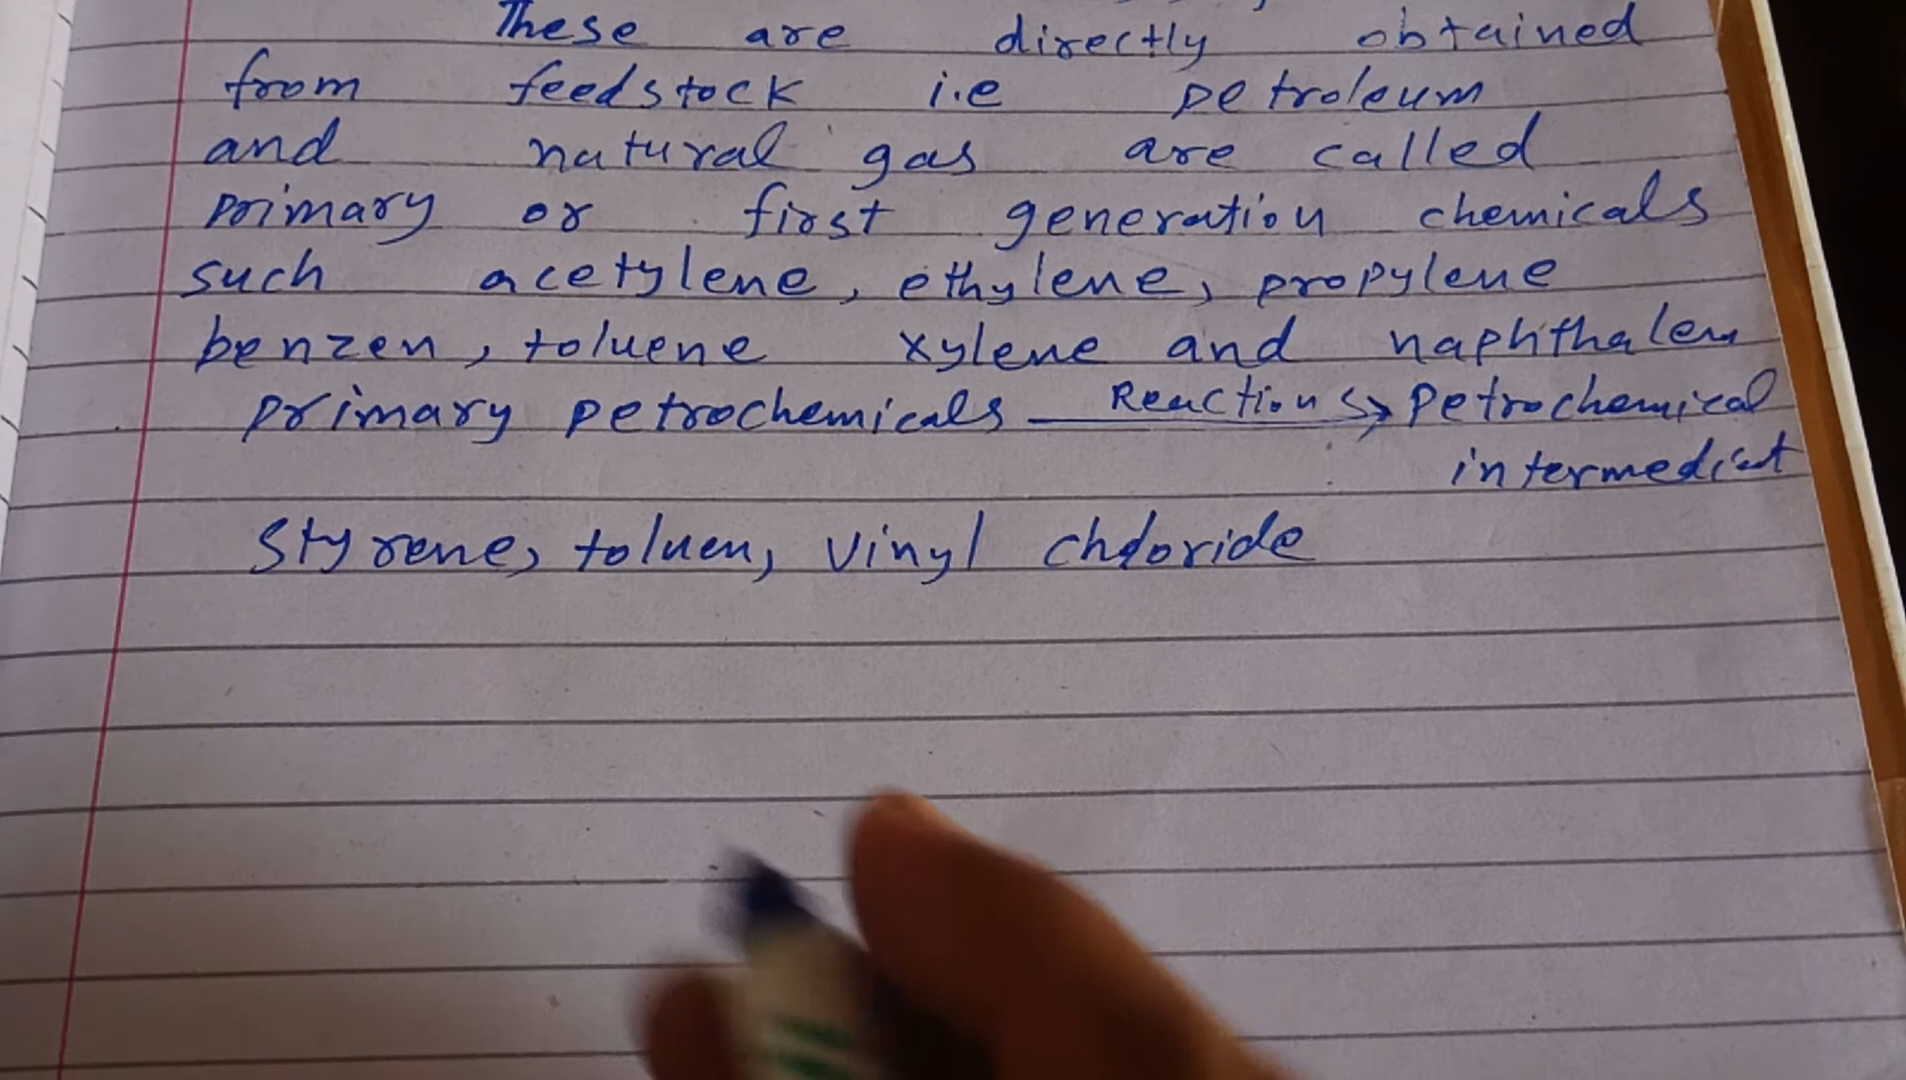 These are directly obtained
from feedstock i.e petroleum
and natural gas are called
primary or first generation chemicals
such acetylene, ethylene, propylene
benzen, toluene xylene and naphthalen
primary petrochemicals Reactions → Petrochemical
intermediat
Styrene, toluen, vinyl chloride